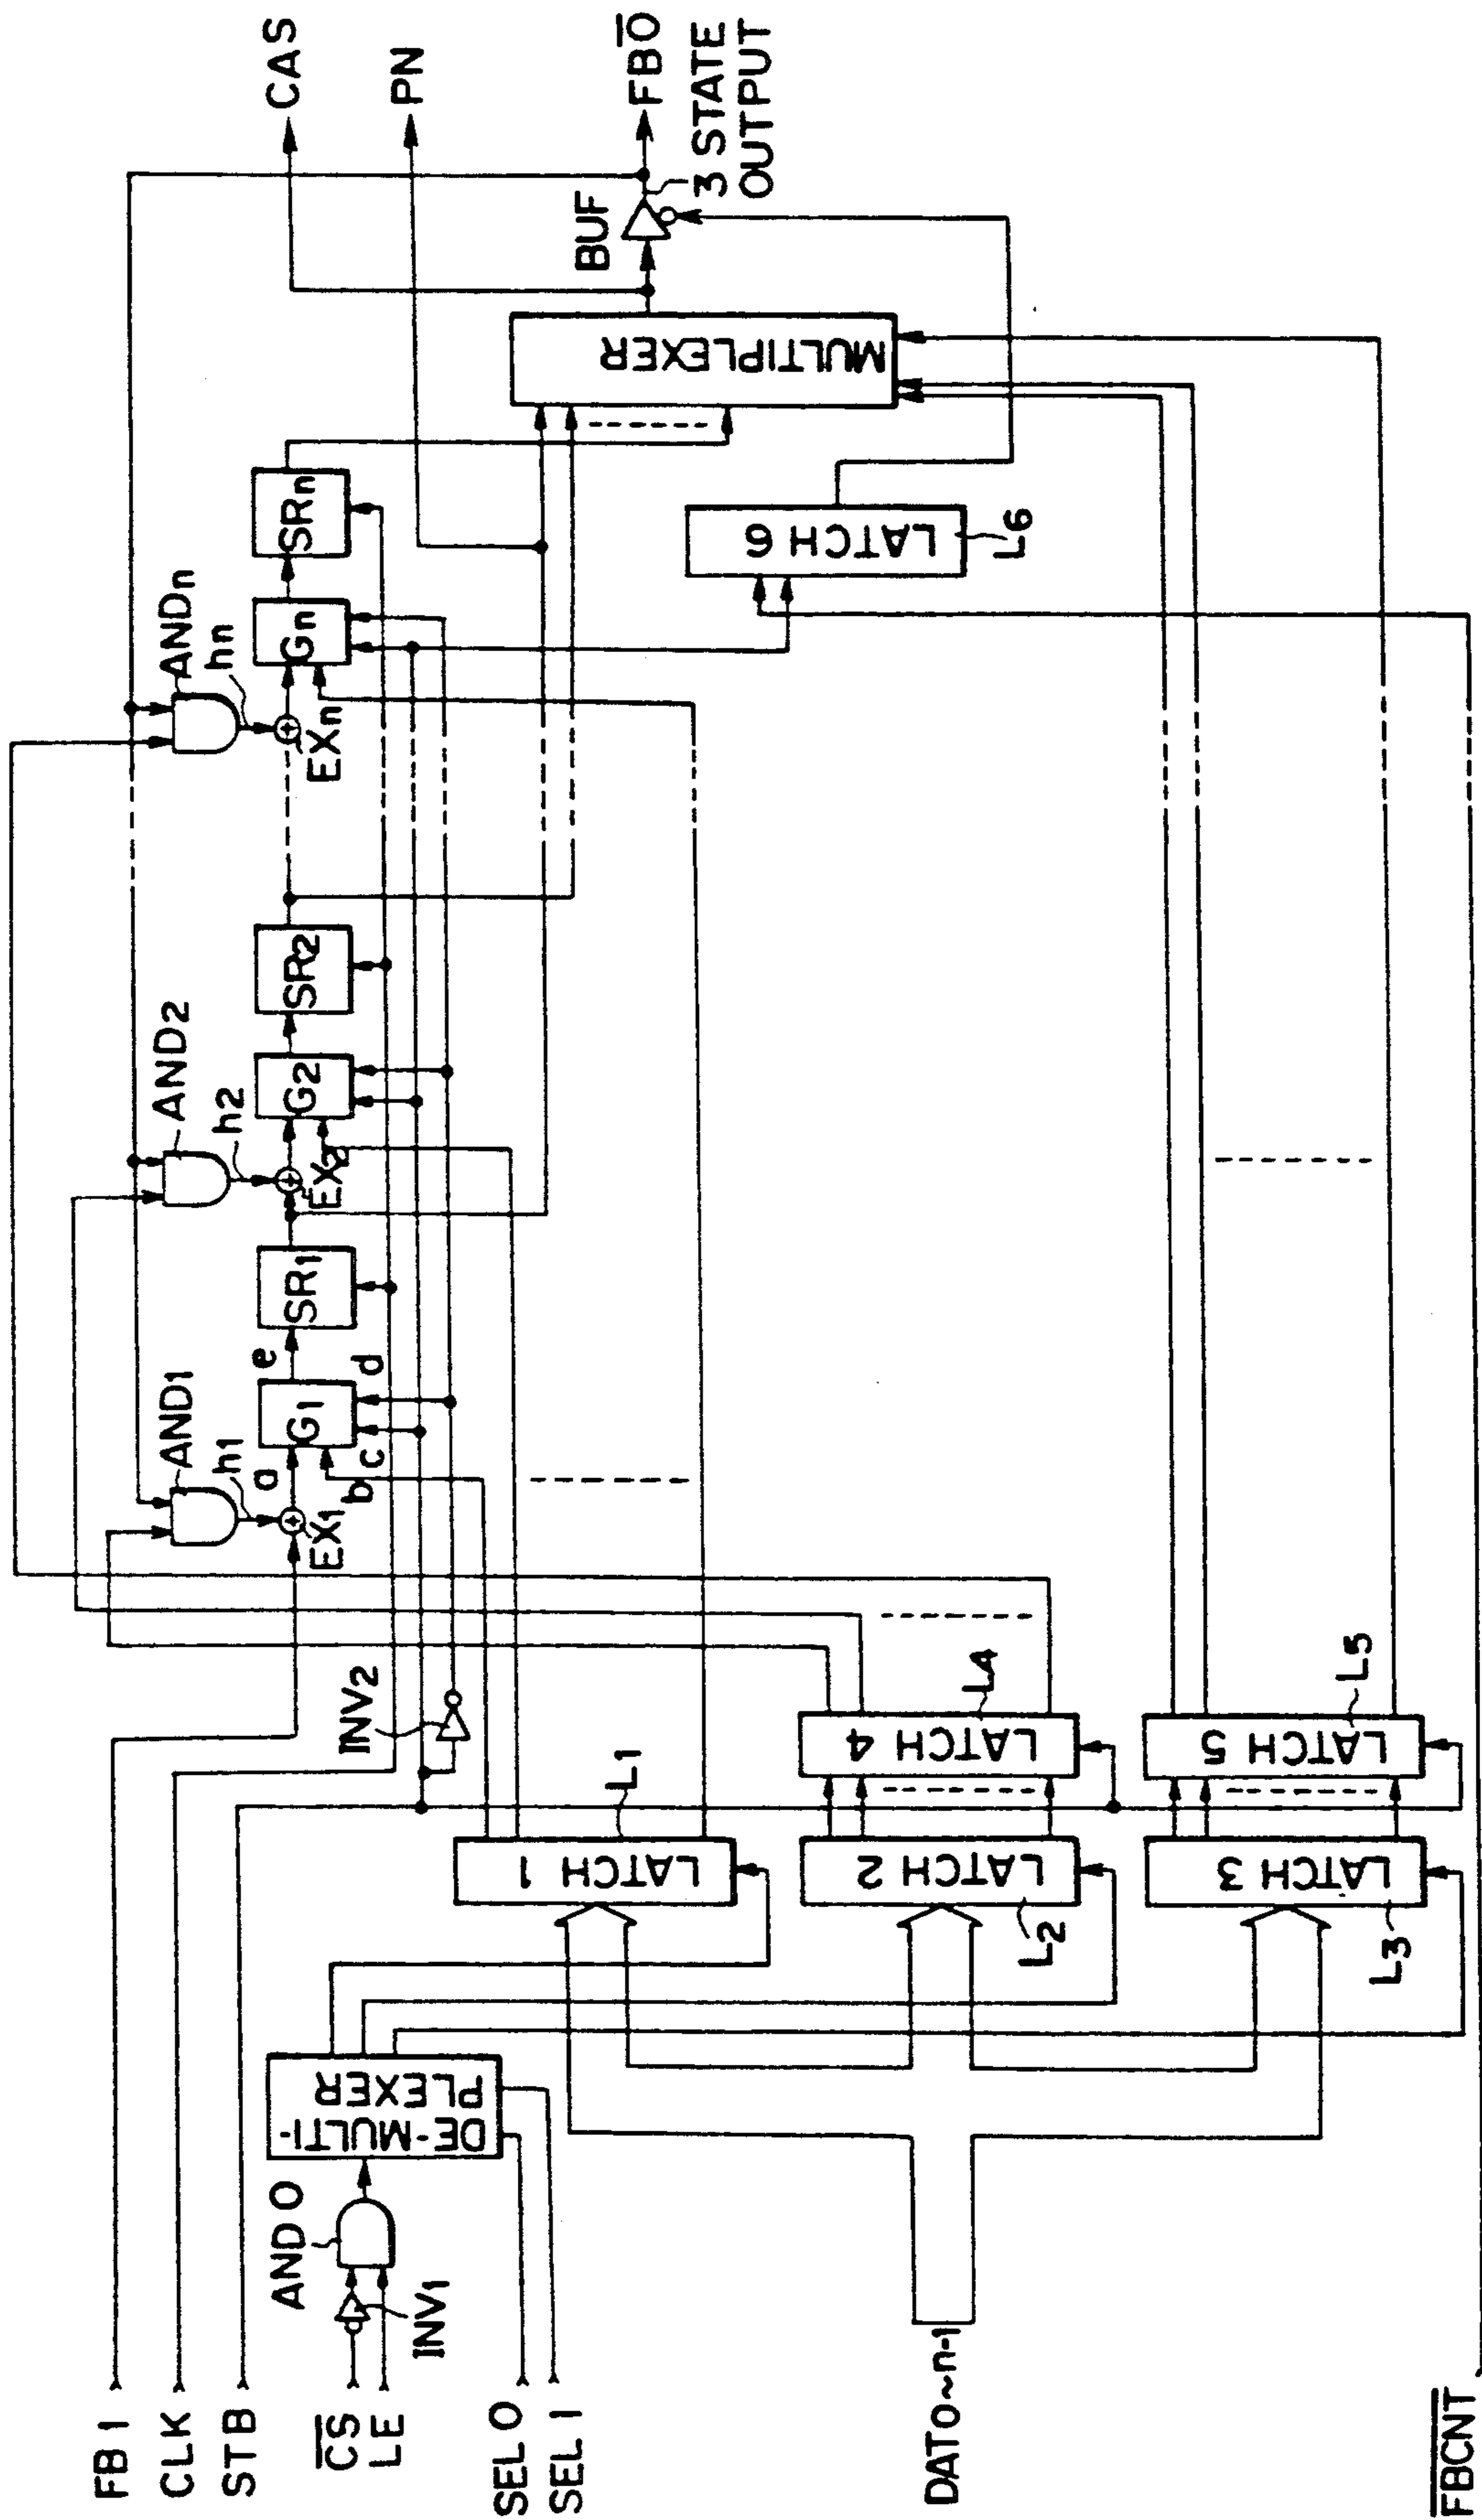 FB1
CLK
STB
CS
LE
SEL 0
SEL 1
DAT0~n-1
FBCNT
AND 0
INV1
DE-MULTI-
PLEXER
LATCH 1
L1
LATCH 2
L2
LATCH 3
L3
LATCH 4
L4
LATCH 5
L5
INV2
AND1
h1
EX1
a
b
c
d
e
G1
SR1
AND2
h2
EX2
G2
SR2
ANDn
hn
EXn
Gn
SRn
LATCH 6
L6
MULTIPLEXER
BUF
3 STATE
OUTPUT
CAS
PN
FBO